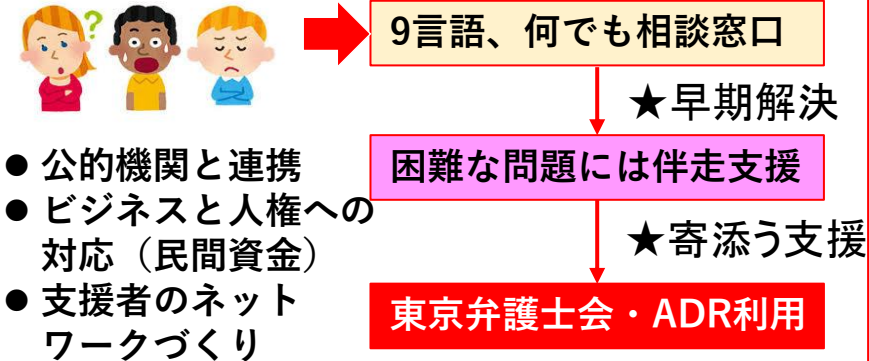 ?
9言語、何でも相談窓口
★早期解決
困難な問題には伴走支援
★寄添う支援
東京弁護士会・ADR利用
● 公的機関と連携
● ビジネスと人権への
対応（民間資金）
● 支援者のネット
ワークづくり